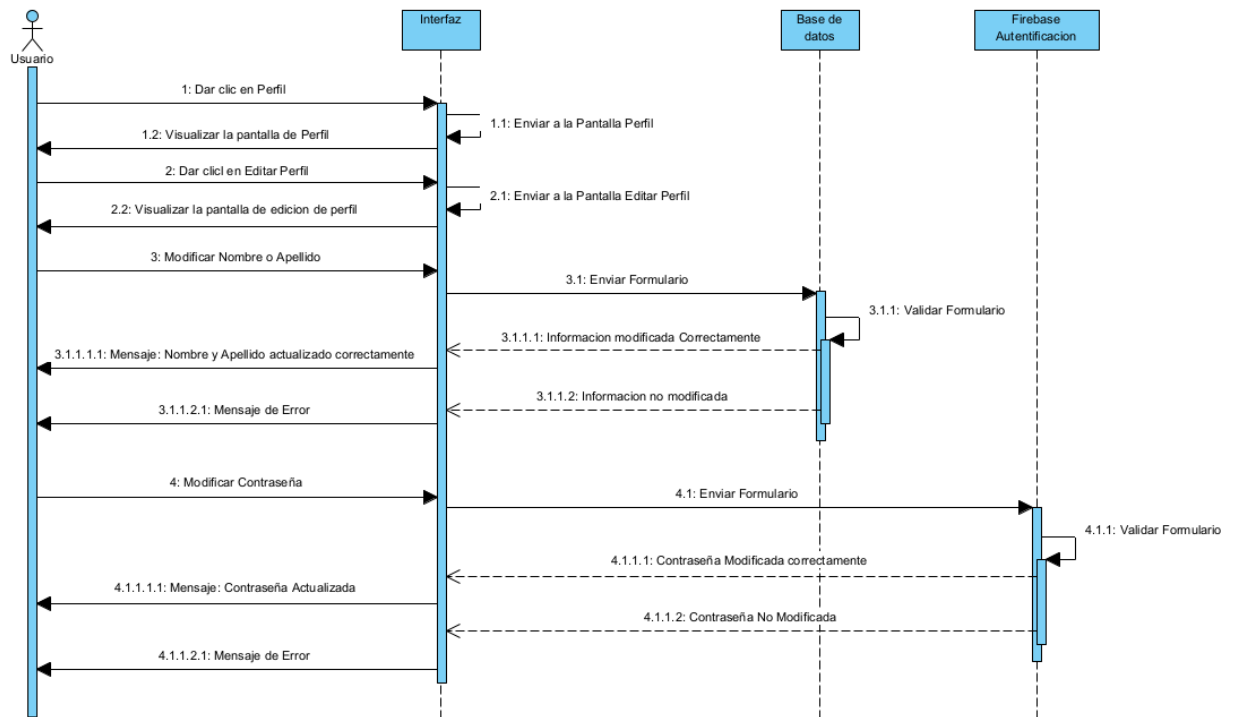 Usuario
Interfaz
Base de
datos
Firebase
Autentificacion
1: Dar clic en Perfil
1.1: Enviar a la Pantalla Perfil
1.2: Visualizar la pantalla de Perfil
2: Dar clicl en Editar Perfil
2.1: Enviar a la Pantalla Editar Perfil
2.2: Visualizar la pantalla de edicion de perfil
3: Modificar Nombre o Apellido
3.1: Enviar Formulario
3.1.1: Validar Formulario
3.1.1.1: Informacion modificada Correctamente
3.1.1.1.1: Mensaje: Nombre y Apellido actualizado correctamente
3.1.1.2: Informacion no modificada
3.1.1.2.1: Mensaje de Error
4: Modificar Contraseña
4.1: Enviar Formulario
4.1.1: Validar Formulario
4.1.1.1: Contraseña Modificada correctamente
4.1.1.1.1: Mensaje: Contraseña Actualizada
4.1.1.2: Contraseña No Modificada
4.1.1.2.1: Mensaje de Error